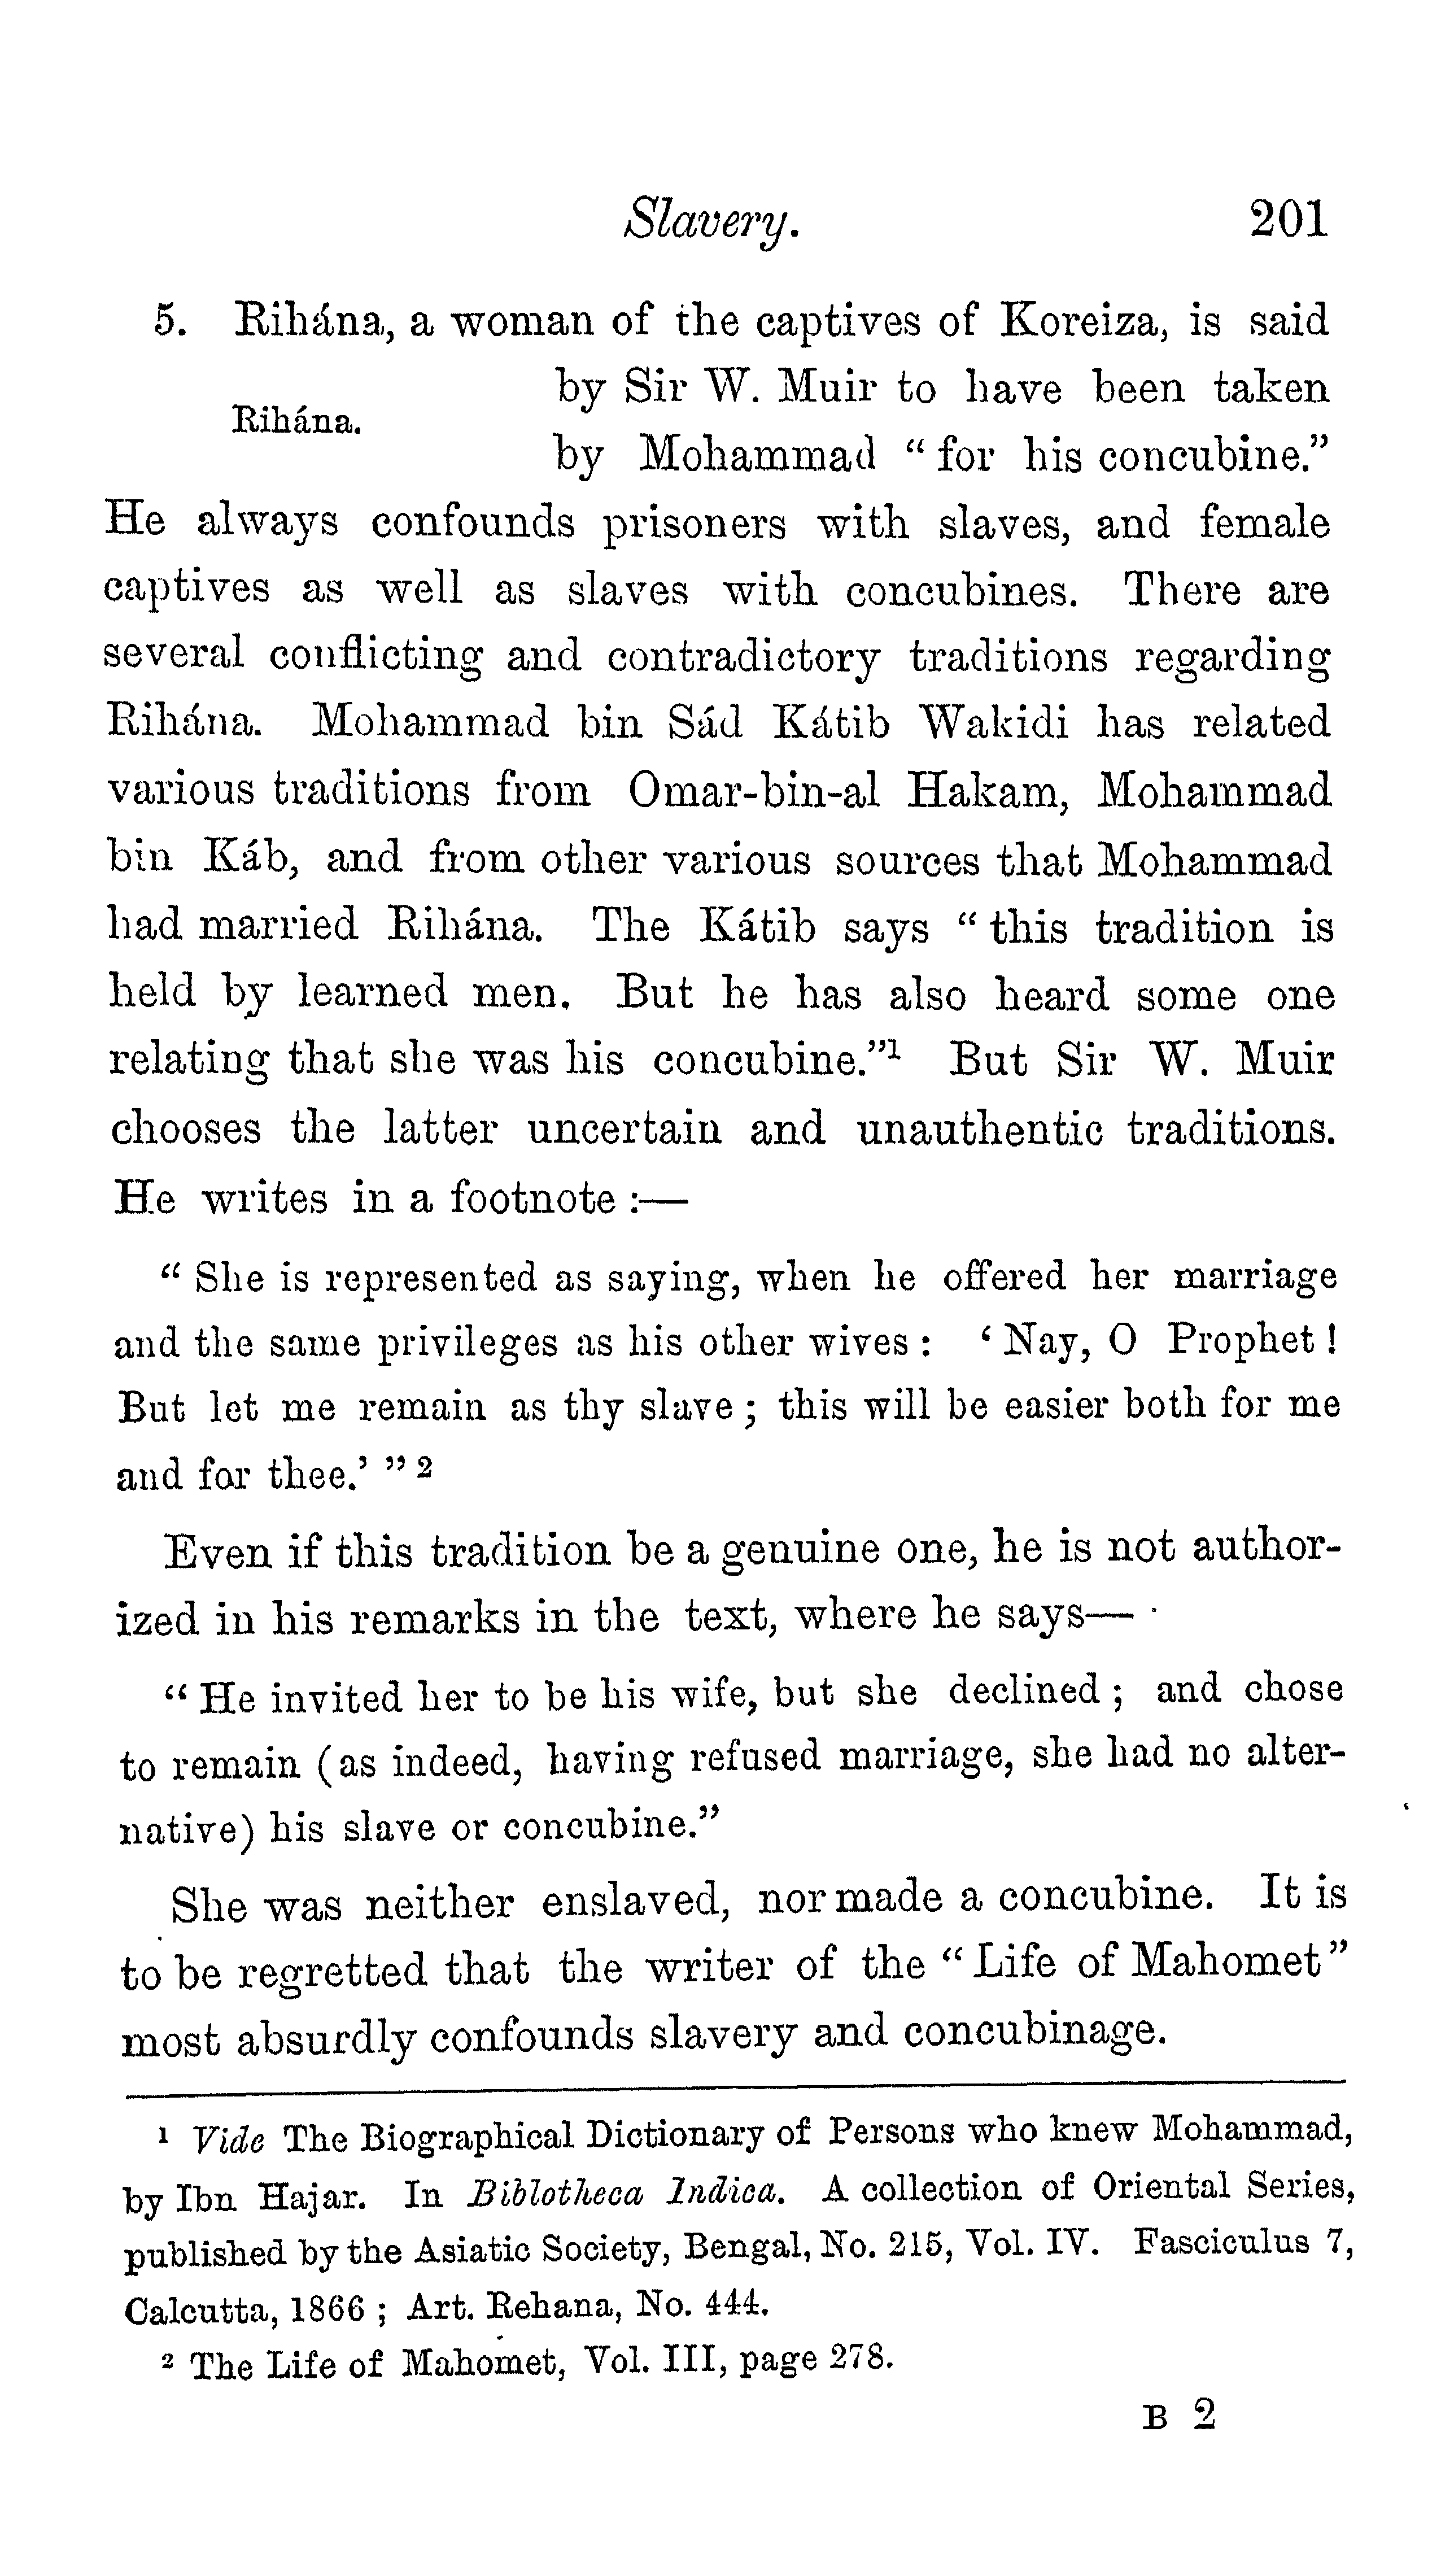 Slavery. 201
5. Rihána, a woman of the captives of Koreiza, is said
by Sir W. Muir to have been taken
Rihána.
by Mohammad “ for his concubine.”
He always confounds prisoners with slaves, and female
captives as well as slaves with concubines. There are
several conflicting and contradictory traditions regarding
Rihána. Mohammad bin Sád Kátib Wakidi has related
various traditions from Omar-bin-al Hakam, Mohammad
bin Káb, and from other various sources that Mohammad
had married Rihána. The Kátib says “ this tradition is
held by learned men. But he has also heard some one
relating that she was his concubine.”¹ But Sir W. Muir
chooses the latter uncertain and unauthentic traditions.
He writes in a footnote :—
“ She is represented as saying, when he offered her marriage
and the same privileges as his other wives : ‘ Nay, O Prophet !
But let me remain as thy slave ; this will be easier both for me
and for thee.’ ” ²
Even if this tradition be a genuine one, he is not author-
ized in his remarks in the text, where he says—
“ He invited her to be his wife, but she declined ; and chose
to remain (as indeed, having refused marriage, she had no alter-
native) his slave or concubine.”
She was neither enslaved, nor made a concubine. It is
to be regretted that the writer of the “ Life of Mahomet”
most absurdly confounds slavery and concubinage.
¹ Vide The Biographical Dictionary of Persons who knew Mohammad,
by Ibn Hajar. In Biblotheca Indica. A collection of Oriental Series,
published by the Asiatic Society, Bengal, No. 215, Vol. IV. Fasciculus 7,
Calcutta, 1866 ; Art. Rehana, No. 444.
² The Life of Mahomet, Vol. III, page 278.
B 2